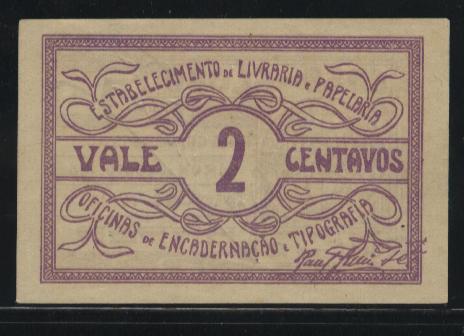 ESTABELECIMENTO DE LIVRARIA E PAPELARIA
VALE 2 CENTAVOS
OFICINAS DE ENCADERNAÇÃO E TIPOGRAFIA